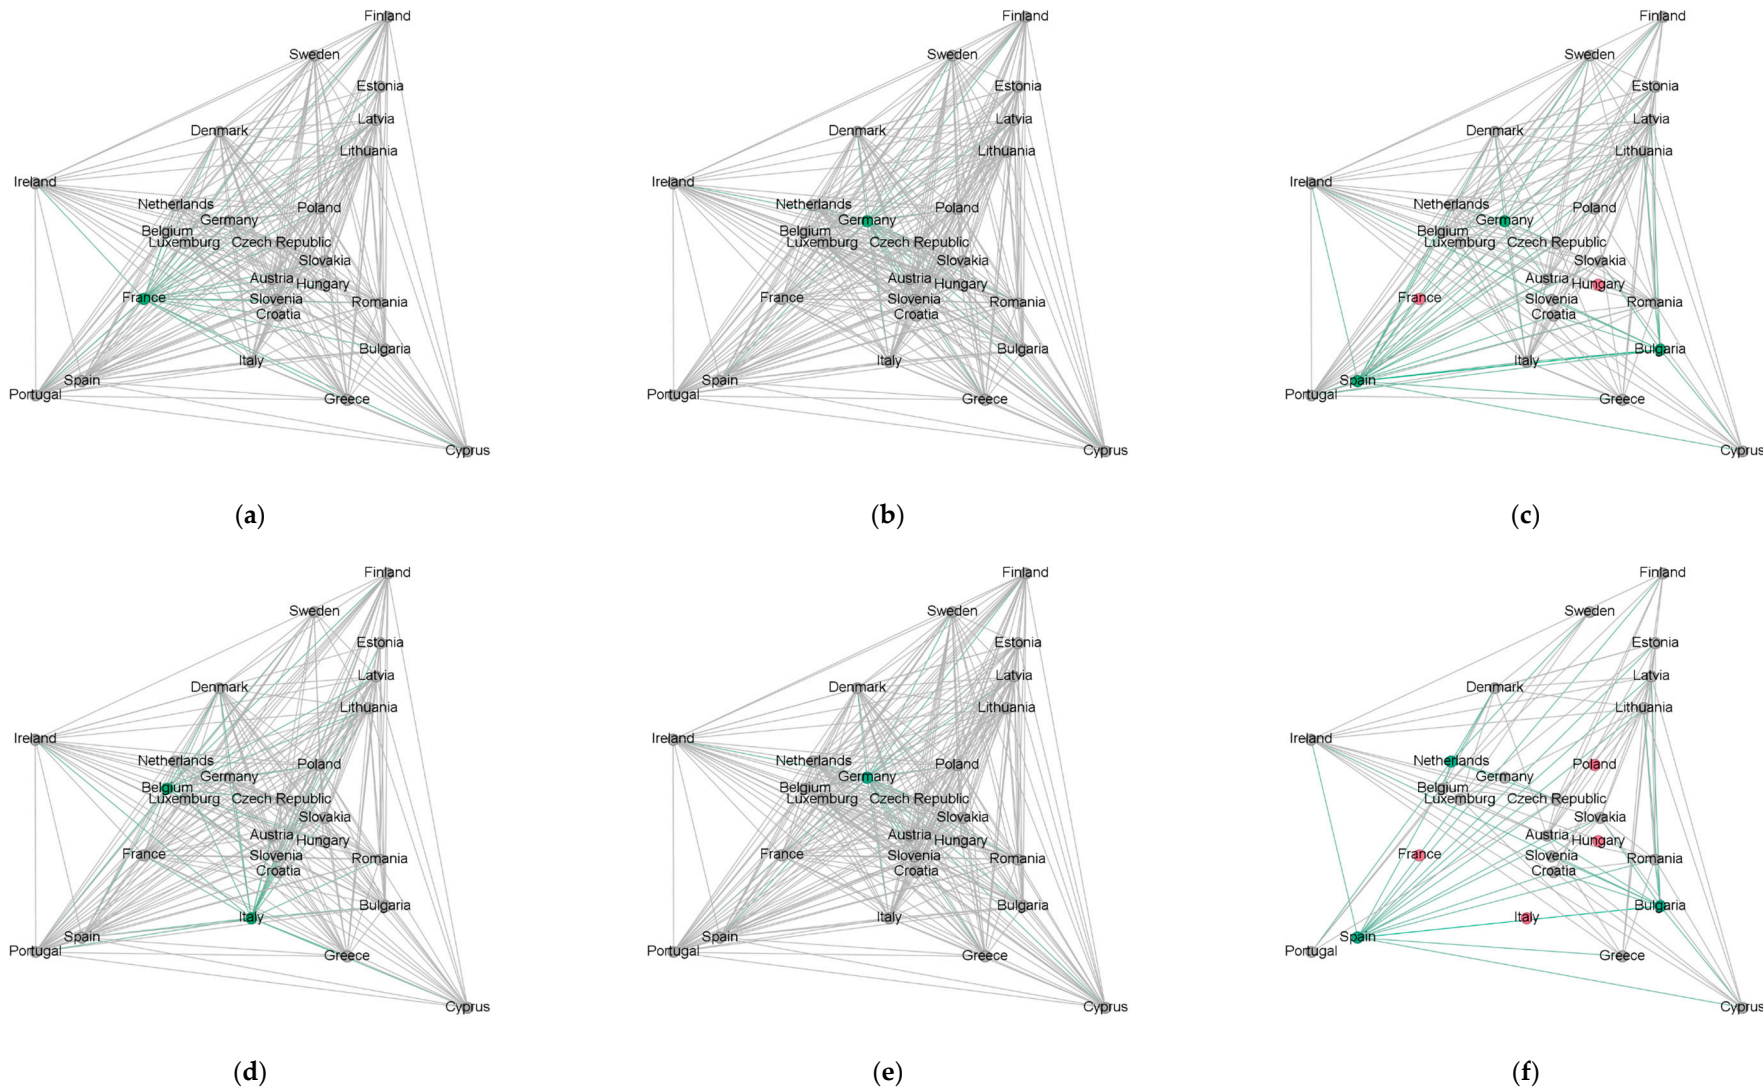 Finland
Sweden
Estonia
Latvia
Denmark
Lithuania
Ireland
Netherlands
Poland
Germany
Belgium
Luxemburg
Czech Republic
Slovakia
Austria
Hungary
France
Slovenia
Romania
Croatia
Bulgaria
Italy
Spain
Portugal
Greece
Cyprus
(a)
Finland
Sweden
Estonia
Latvia
Denmark
Lithuania
Ireland
Netherlands
Poland
Germany
Belgium
Luxemburg
Czech Republic
Slovakia
Austria
Hungary
France
Slovenia
Romania
Croatia
Bulgaria
Italy
Spain
Portugal
Greece
Cyprus
(b)
Finland
Sweden
Estonia
Latvia
Denmark
Lithuania
Ireland
Netherlands
Poland
Germany
Belgium
Luxemburg
Czech Republic
Slovakia
Austria
Hungary
France
Slovenia
Romania
Croatia
Bulgaria
Italy
Spain
Portugal
Greece
Cyprus
(c)
Finland
Sweden
Estonia
Latvia
Denmark
Lithuania
Ireland
Netherlands
Poland
Germany
Belgium
Luxemburg
Czech Republic
Slovakia
Austria
Hungary
France
Slovenia
Romania
Croatia
Bulgaria
Italy
Spain
Portugal
Greece
Cyprus
(d)
Finland
Sweden
Estonia
Latvia
Denmark
Lithuania
Ireland
Netherlands
Poland
Germany
Belgium
Luxemburg
Czech Republic
Slovakia
Austria
Hungary
France
Slovenia
Romania
Croatia
Bulgaria
Italy
Spain
Portugal
Greece
Cyprus
(e)
Finland
Sweden
Estonia
Latvia
Denmark
Lithuania
Ireland
Netherlands
Poland
Germany
Belgium
Luxemburg
Czech Republic
Slovakia
Austria
Hungary
France
Slovenia
Romania
Croatia
Bulgaria
Italy
Spain
Portugal
Greece
Cyprus
(f)